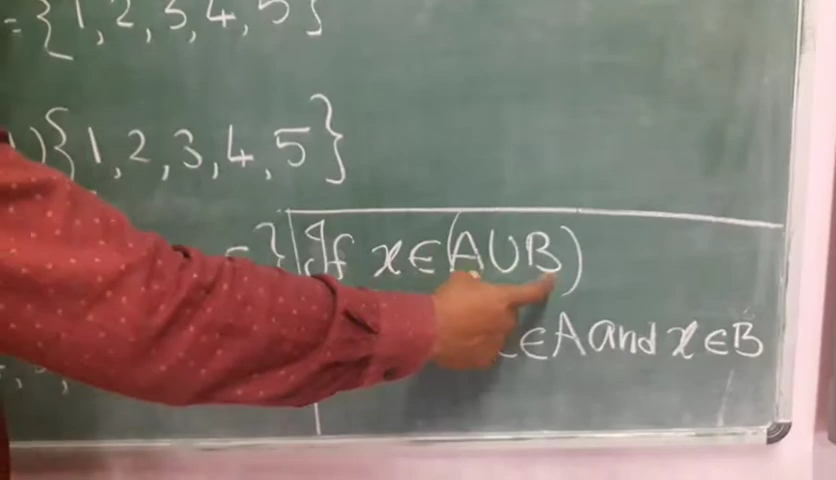 ={1,2,3,4,5}
){1,2,3,4,5}
}
If x∈(A∪B)
∈A and x∈B